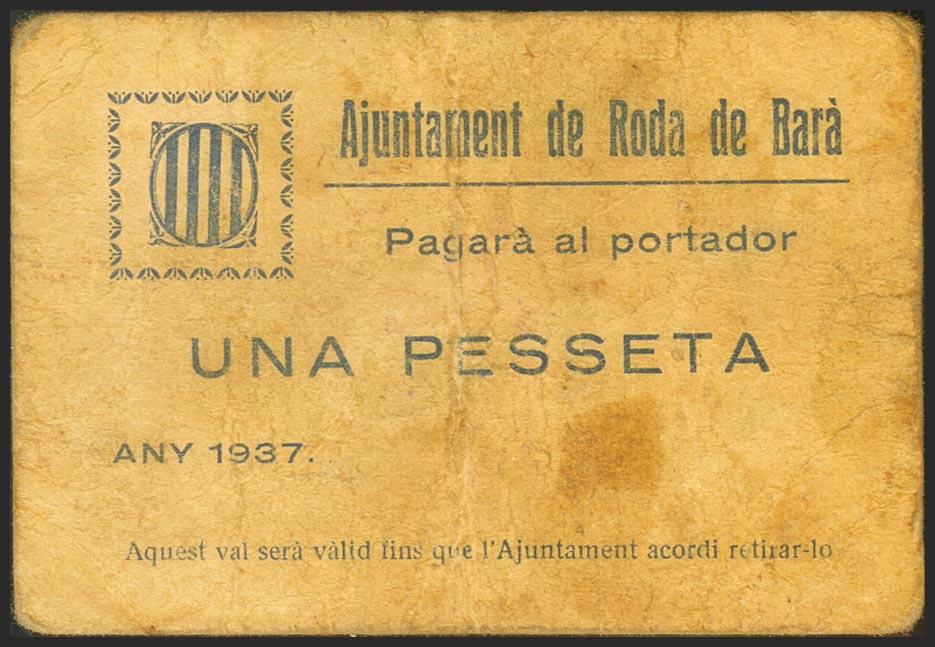 Ajuntament de Roda de Barà
Pagarà al portador
UNA PESSETA
ANY 1937.
Aquest val serà vàlid fins que l'Ajuntament acordi retirar-lo